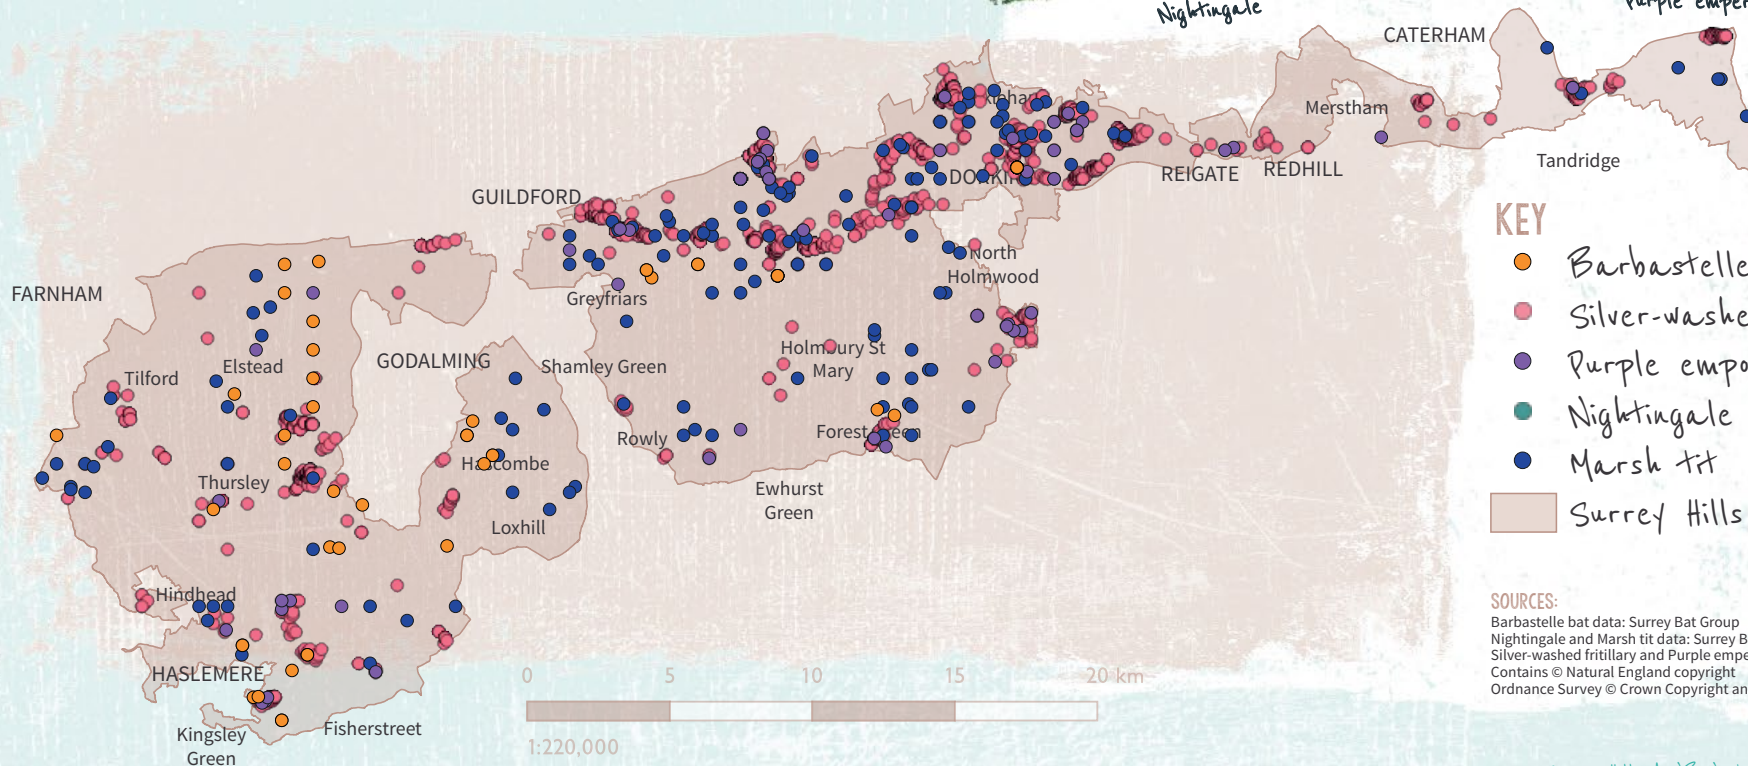 Nightingale
CATERHAM
Merstham
Tandridge
REIGATE
REDHILL
GUILDFORD
North
Holmwood
Greyfriars
FARNHAM
GODALMING
Elstead
Tilford
Shamley Green
Holmbury St
Mary
Rowly
Forest Green
Hascombe
Thursley
Ewhurst
Green
Loxhill
Hindhead
HASLEMERE
Kingsley
Green
Fisherstreet
0 5 10 15 20 km
1:220,000
KEY
Barbastelle
Silver-washe
Purple empo
Nightingale
Marsh tit
Surrey Hills
SOURCES:
Barbastelle bat data: Surrey Bat Group
Nightingale and Marsh tit data: Surrey B
Silver-washed fritillary and Purple empe
Contains © Natural England copyright
Ordnance Survey © Crown Copyright an